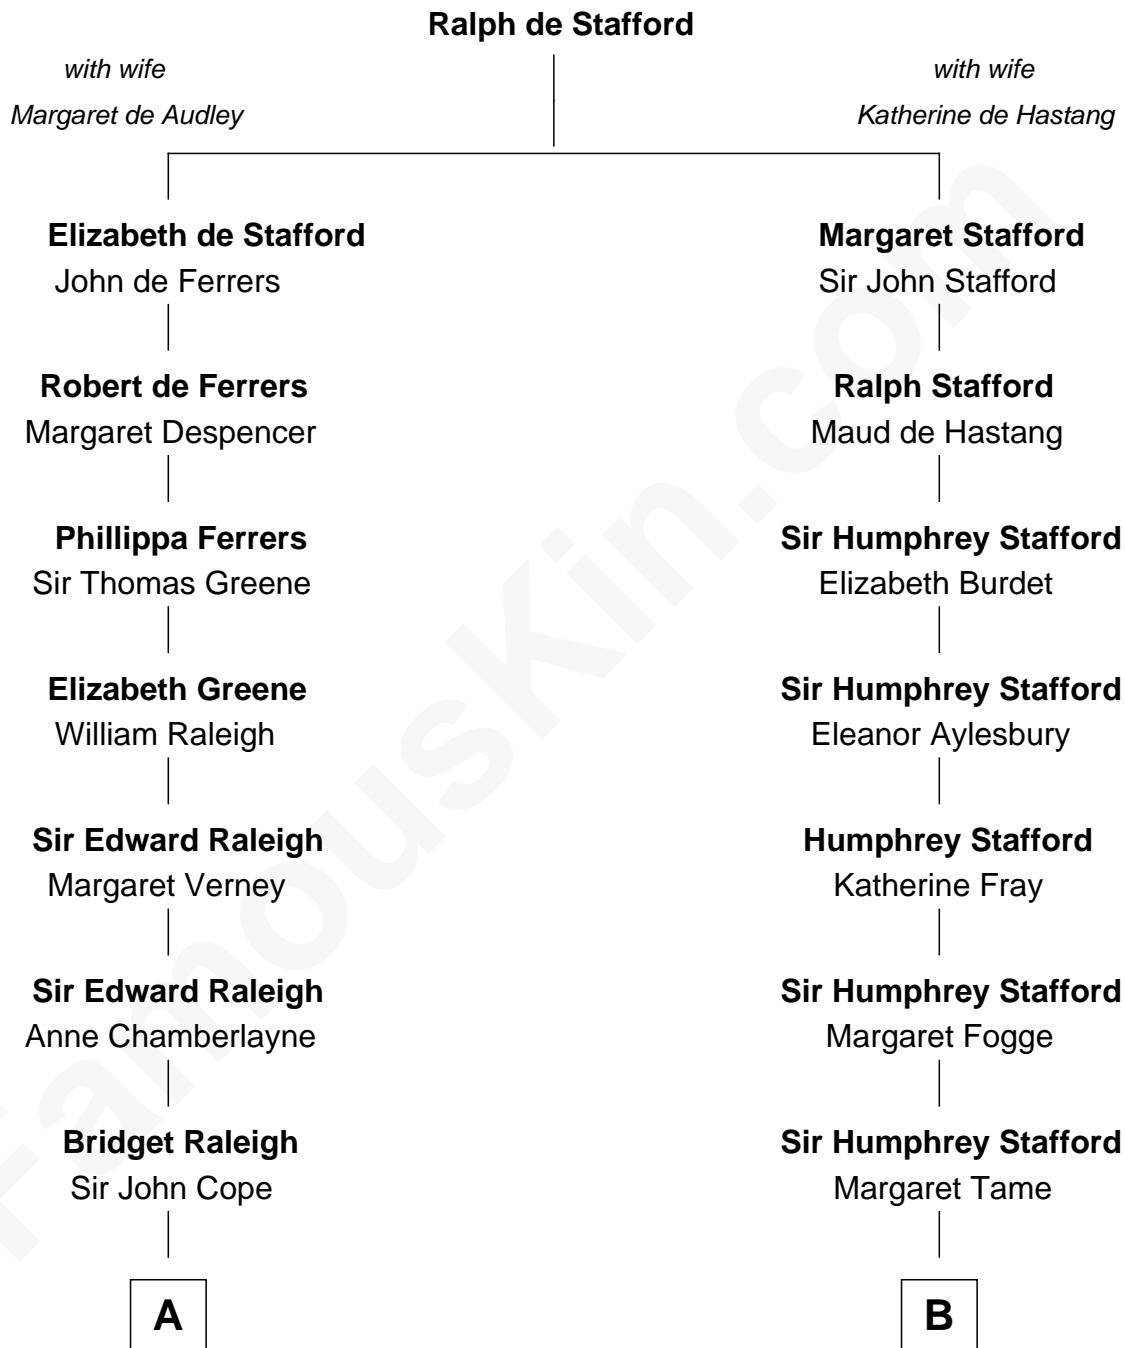 Ralph de Stafford
with wife
Margaret de Audley
with wife
Katherine de Hastang
Elizabeth de Stafford
John de Ferrers
Margaret Stafford
Sir John Stafford
Robert de Ferrers
Margaret Despencer
Ralph Stafford
Maud de Hastang
Phillippa Ferrers
Sir Thomas Greene
Sir Humphrey Stafford
Elizabeth Burdet
Elizabeth Greene
William Raleigh
Sir Humphrey Stafford
Eleanor Aylesbury
Sir Edward Raleigh
Margaret Verney
Humphrey Stafford
Katherine Fray
Sir Edward Raleigh
Anne Chamberlayne
Sir Humphrey Stafford
Margaret Fogge
Bridget Raleigh
Sir John Cope
Sir Humphrey Stafford
Margaret Tame
A
B
FamousKin.com